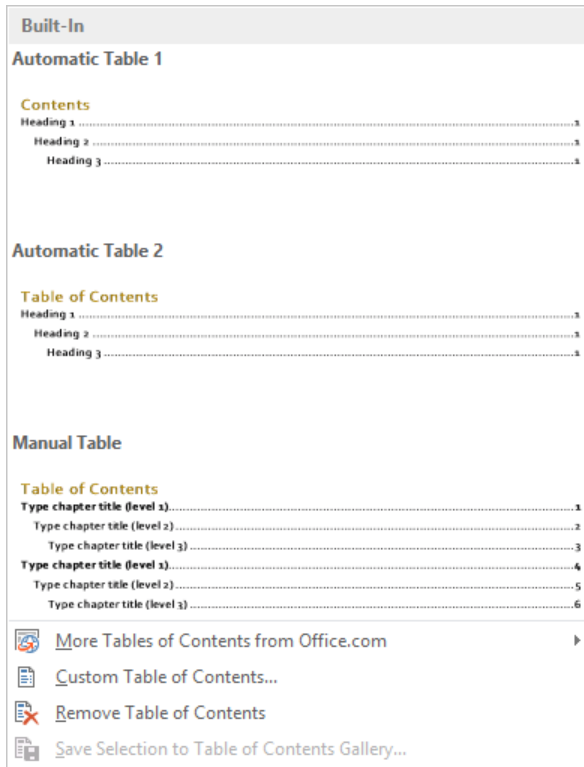 Built-In
Automatic Table 1
Contents
Heading 1 ........................................ 1
Heading 2 ........................................ 1
Heading 3 ........................................ 1
Automatic Table 2
Table of Contents
Heading 1 ........................................ 1
Heading 2 ........................................ 1
Heading 3 ........................................ 1
Manual Table
Table of Contents
Type chapter title (level 1) ........................................ 1
Type chapter title (level 2) ........................................ 2
Type chapter title (level 3) ........................................ 3
Type chapter title (level 1) ........................................ 4
Type chapter title (level 2) ........................................ 5
Type chapter title (level 3) ........................................ 6
More Tables of Contents from Office.com
Custom Table of Contents...
Remove Table of Contents
Save Selection to Table of Contents Gallery...